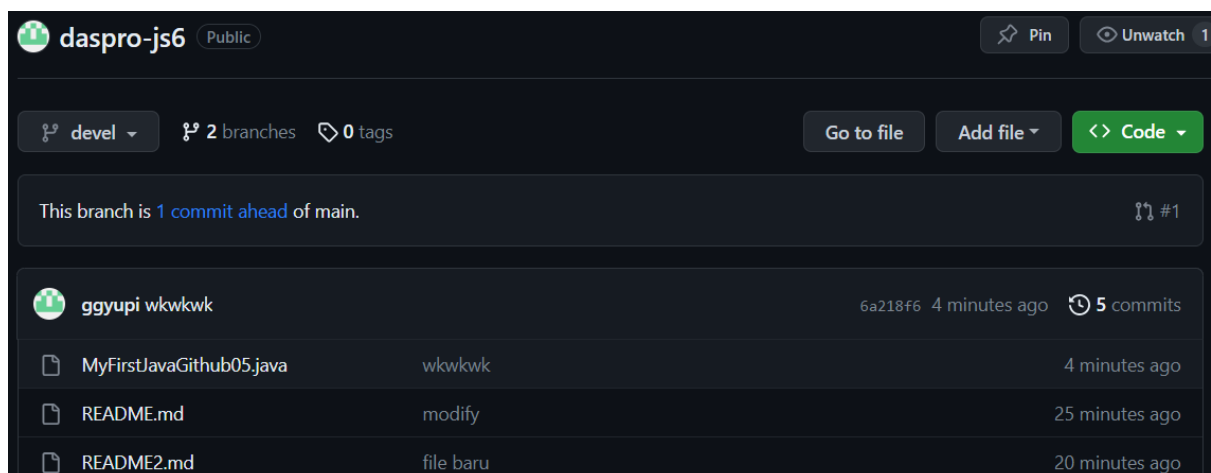 daspro-js6 Public Pin Unwatch 1
devel 2 branches 0 tags Go to file Add file <> Code
This branch is 1 commit ahead of main. #1
ggyupi wkwkwk 6a218f6 4 minutes ago 5 commits
MyFirstJavaGithub05.java wkwkwk 4 minutes ago
README.md modify 25 minutes ago
README2.md file baru 20 minutes ago